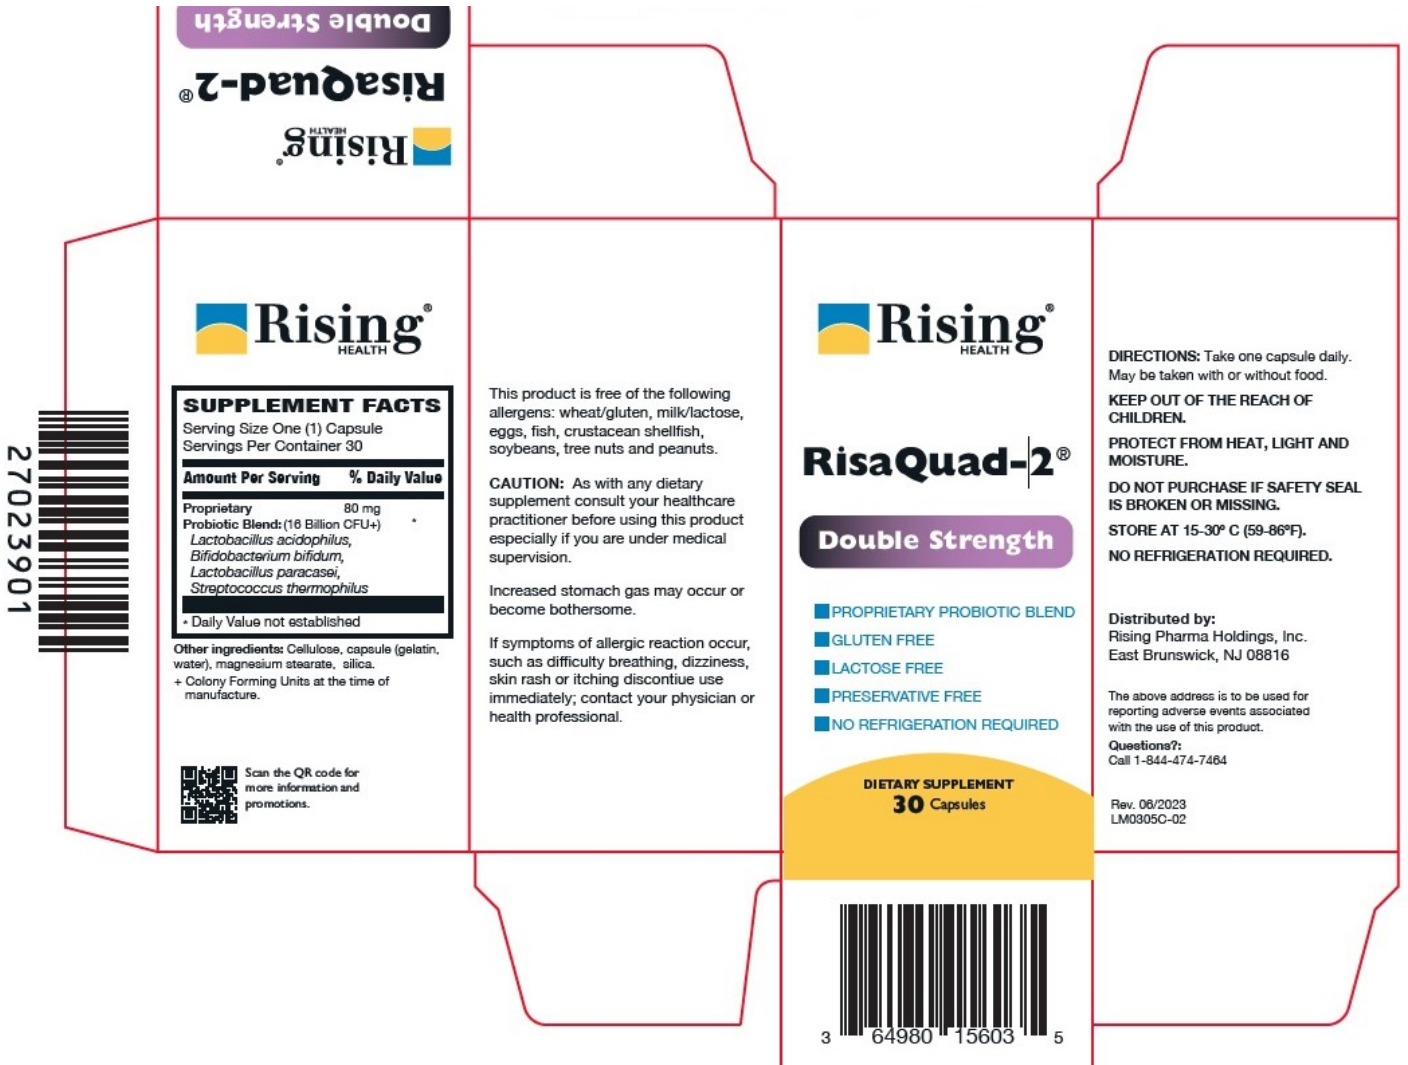 Double Strength
RisaQuad-2®
Rising®
HEALTH
27023901
Rising®
HEALTH
SUPPLEMENT FACTS
Serving Size One (1) Capsule
Servings Per Container 30
Amount Per Serving % Daily Value
Proprietary 80 mg
Probiotic Blend: (16 Billion CFU+) *
Lactobacillus acidophilus,
Bifidobacterium bifidum,
Lactobacillus paracasei,
Streptococcus thermophilus
* Daily Value not established
Other ingredients: Cellulose, capsule (gelatin,
water), magnesium stearate, silica.
+ Colony Forming Units at the time of
manufacture.
Scan the QR code for
more information and
promotions.
This product is free of the following
allergens: wheat/gluten, milk/lactose,
eggs, fish, crustacean shellfish,
soybeans, tree nuts and peanuts.
CAUTION: As with any dietary
supplement consult your healthcare
practitioner before using this product
especially if you are under medical
supervision.
Increased stomach gas may occur or
become bothersome.
If symptoms of allergic reaction occur,
such as difficulty breathing, dizziness,
skin rash or itching discontiue use
immediately; contact your physician or
health professional.
Rising®
HEALTH
RisaQuad-2®
Double Strength
PROPRIETARY PROBIOTIC BLEND
GLUTEN FREE
LACTOSE FREE
PRESERVATIVE FREE
NO REFRIGERATION REQUIRED
DIETARY SUPPLEMENT
30 Capsules
3 64980 15603 5
DIRECTIONS: Take one capsule daily.
May be taken with or without food.
KEEP OUT OF THE REACH OF
CHILDREN.
PROTECT FROM HEAT, LIGHT AND
MOISTURE.
DO NOT PURCHASE IF SAFETY SEAL
IS BROKEN OR MISSING.
STORE AT 15-30º C (59-86ºF).
NO REFRIGERATION REQUIRED.
Distributed by:
Rising Pharma Holdings, Inc.
East Brunswick, NJ 08816
The above address is to be used for
reporting adverse events associated
with the use of this product.
Questions?:
Call 1-844-474-7464
Rev. 06/2023
LM0305C-02